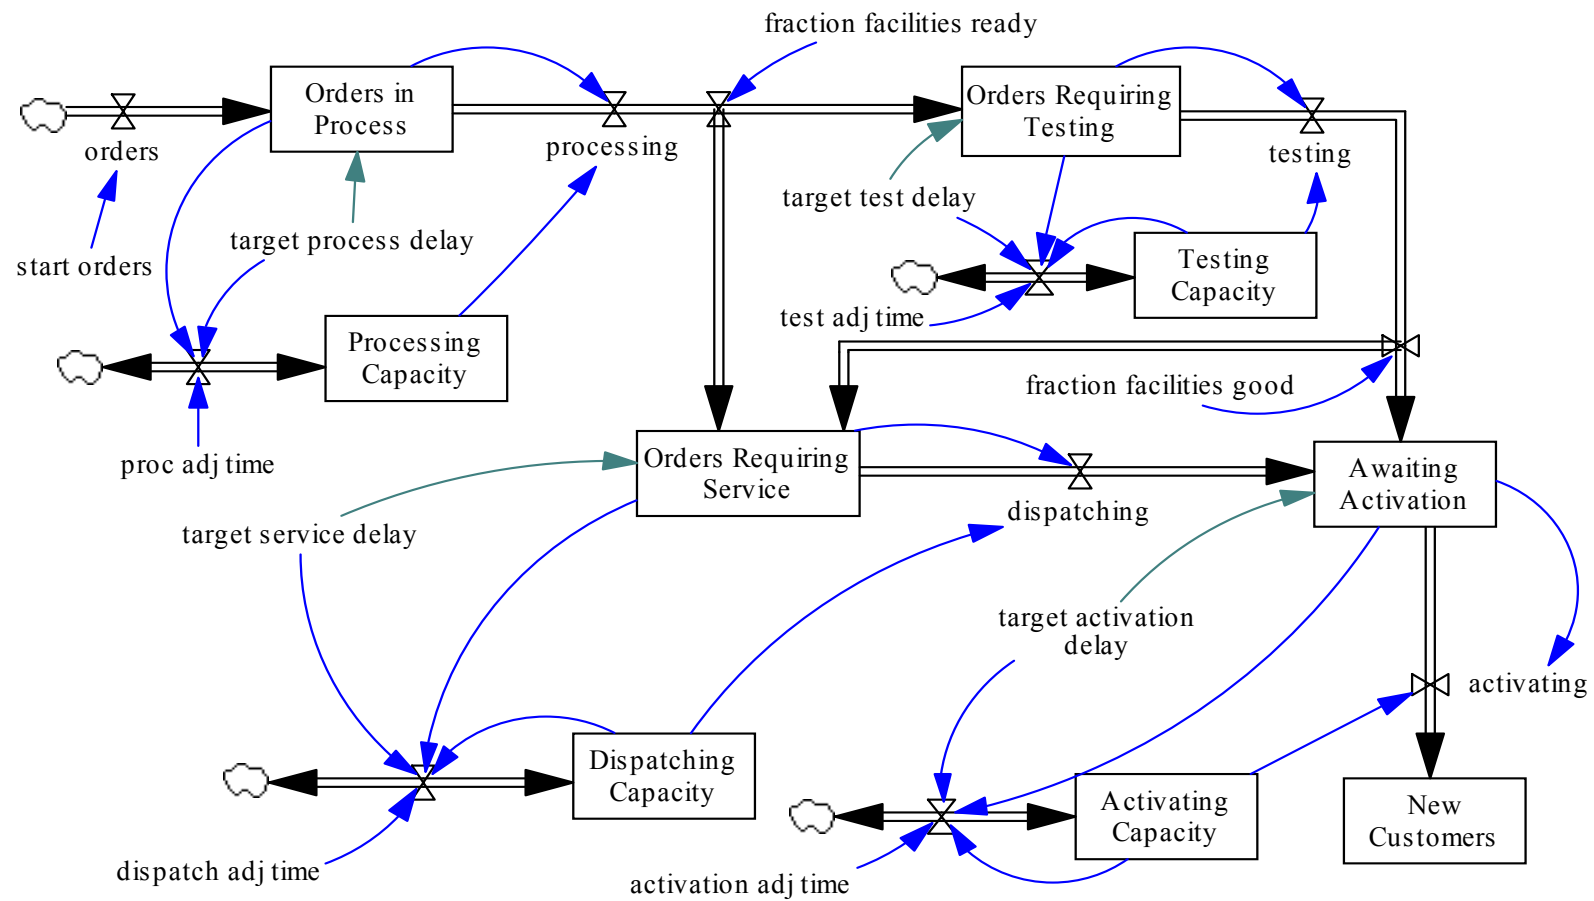 fraction facilities ready
Orders in
Process
Orders Requiring
Testing
orders
processing
testing
target test delay
start orders
target process delay
Testing
Capacity
test adj time
Processing
Capacity
fraction facilities good
proc adj time
Orders Requiring
Service
Awaiting
Activation
target service delay
dispatching
target activation
delay
activating
Dispatching
Capacity
Activating
Capacity
New
Customers
dispatch adj time
activation adj time